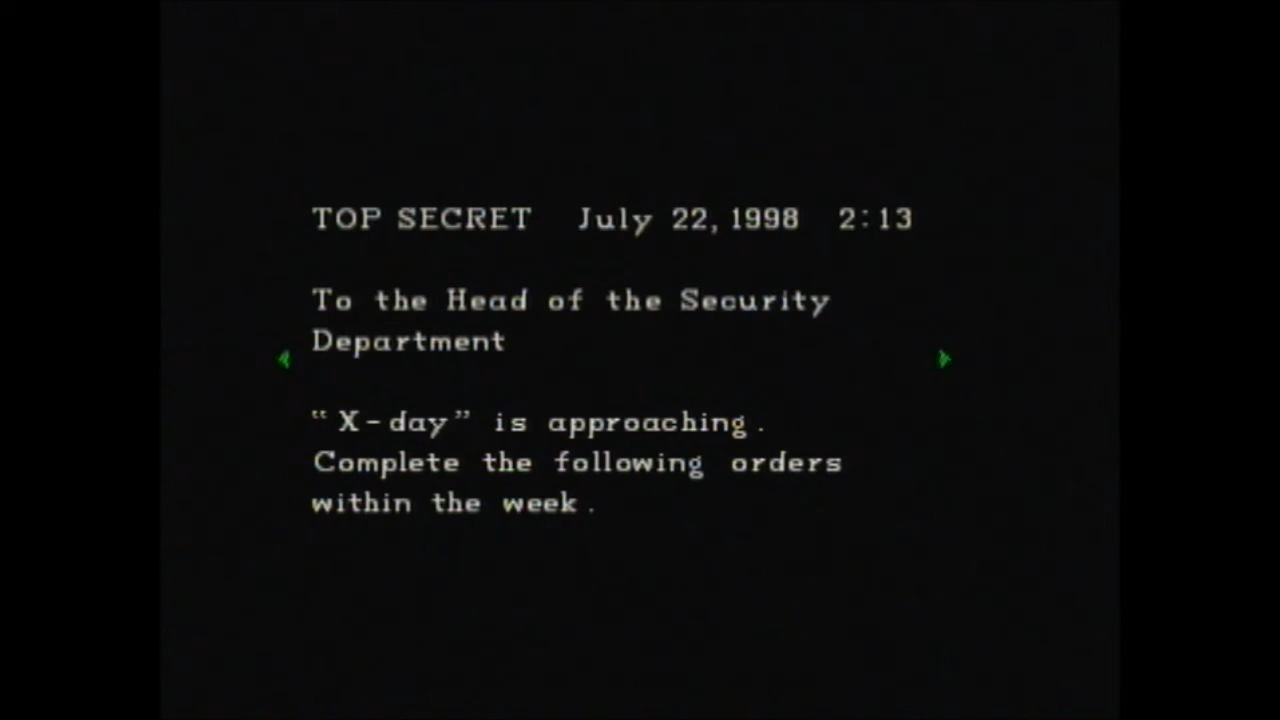 TOP SECRET July 22, 1998 2:13
To the Head of the Security
Department
“X-day” is approaching.
Complete the following orders
within the week.